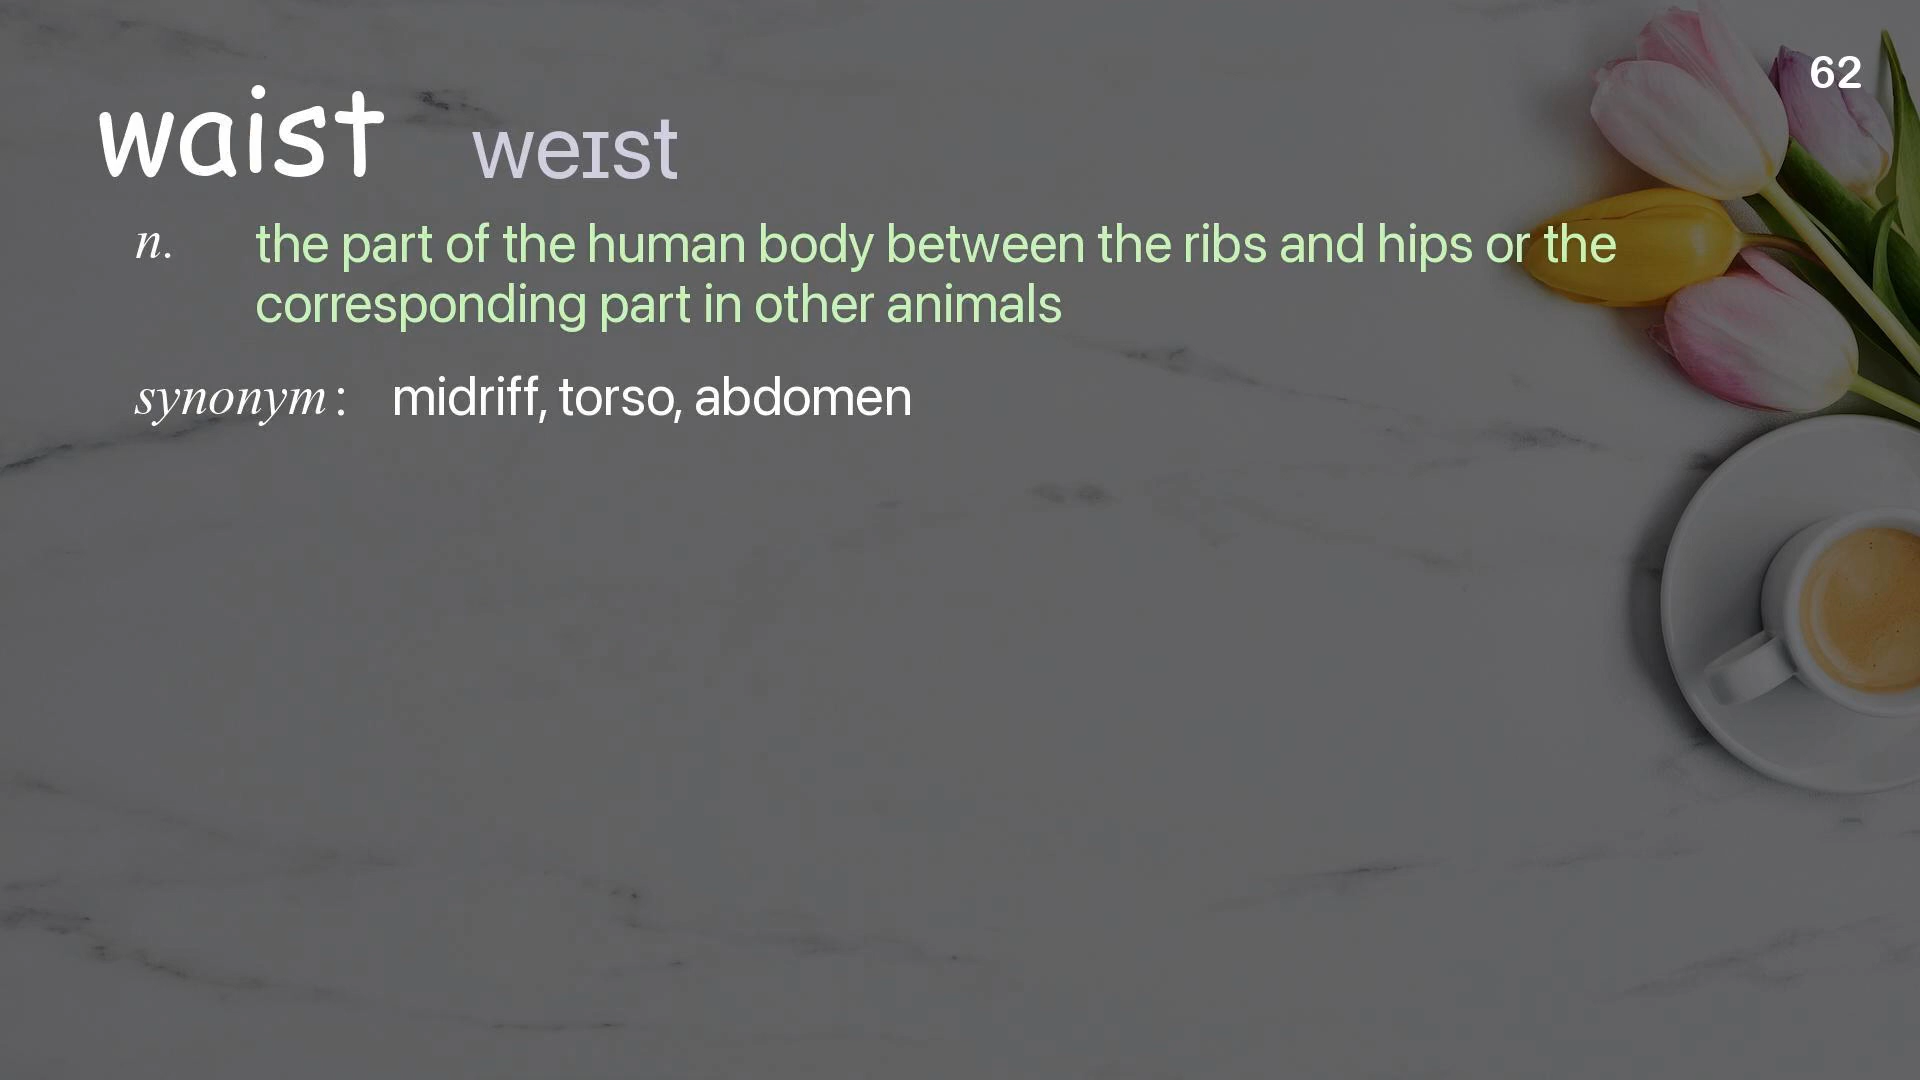 62
waist weɪst
n. the part of the human body between the ribs and hips or the
corresponding part in other animals
synonym: midriff, torso, abdomen